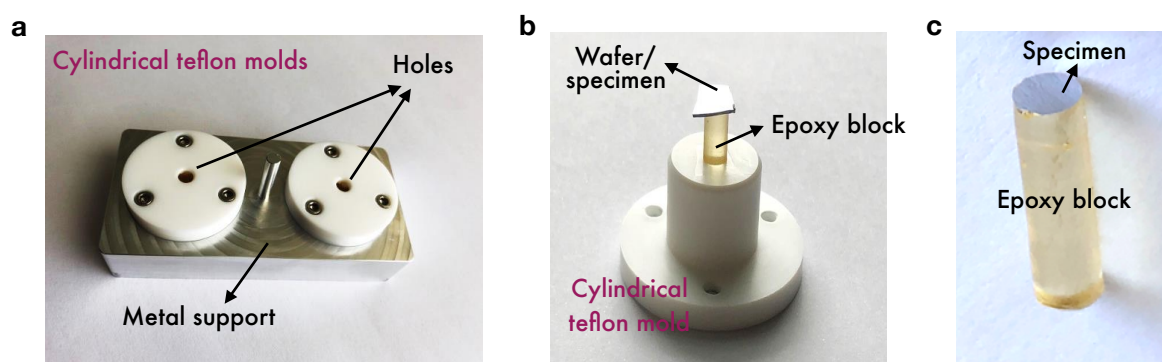 a
Cylindrical teflon molds
Holes
Metal support
b
Wafer/
specimen
Epoxy block
Cylindrical
teflon mold
c
Specimen
Epoxy block